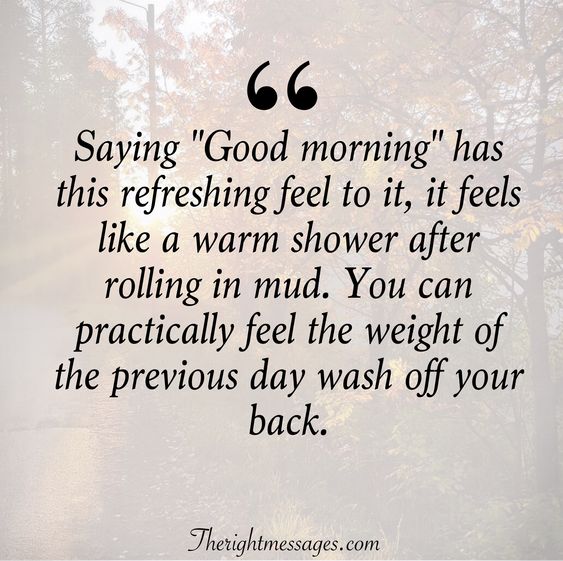 “
Saying "Good morning" has
this refreshing feel to it, it feels
like a warm shower after
rolling in mud. You can
practically feel the weight of
the previous day wash off your
back.
Therightmessages.com